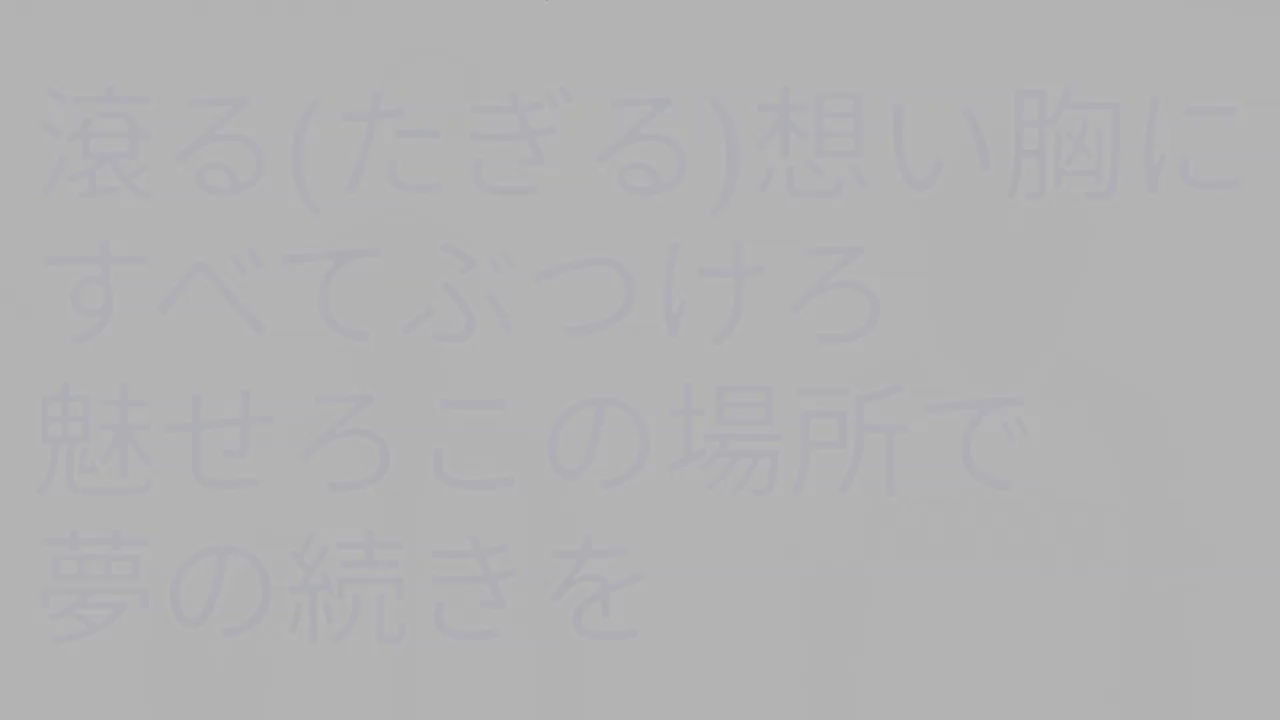 滾る(たぎる)想い胸に
すべてぶつけろ
魅せろこの場所で
夢の続きを